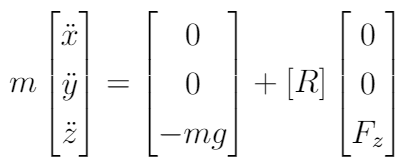 m [ẍ ÿ z̈] = [0 0 −mg] + [R] [0 0 F_z]